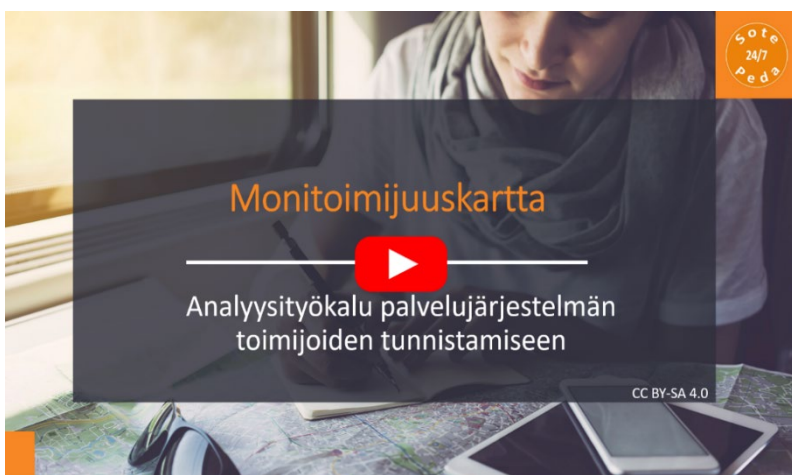 Sote
24/7
Peda
Monitoimijuuskartta
Analyysityökalu palvelujärjestelmän
toimijoiden tunnistamiseen
CC BY-SA 4.0